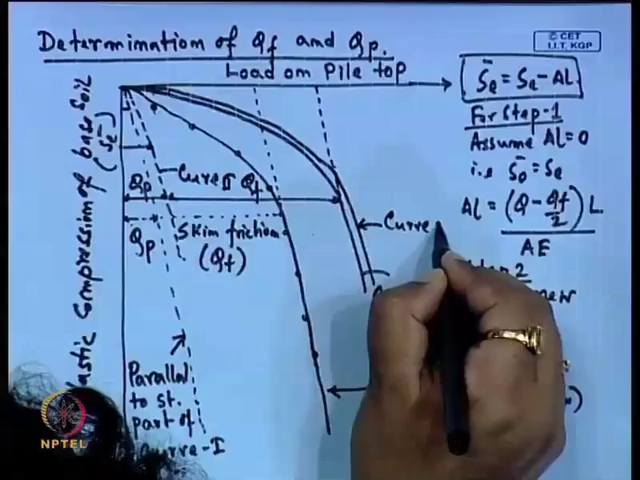 Determination of Qf and Qp.
© CET
I.I.T. KGP
Load on Pile top
S̄e = Se - ΔL
For Step-1
Assume ΔL = 0
i.e S̄e = Se
ΔL = (Q - Qf/2) L
AE
Step 2
Compression of base soil
(S̄e)
Qp
Curve II
Qf
Qp
Skin friction
(Qf)
Curve
Parallel
to st.
part of
curve-I
NPTEL